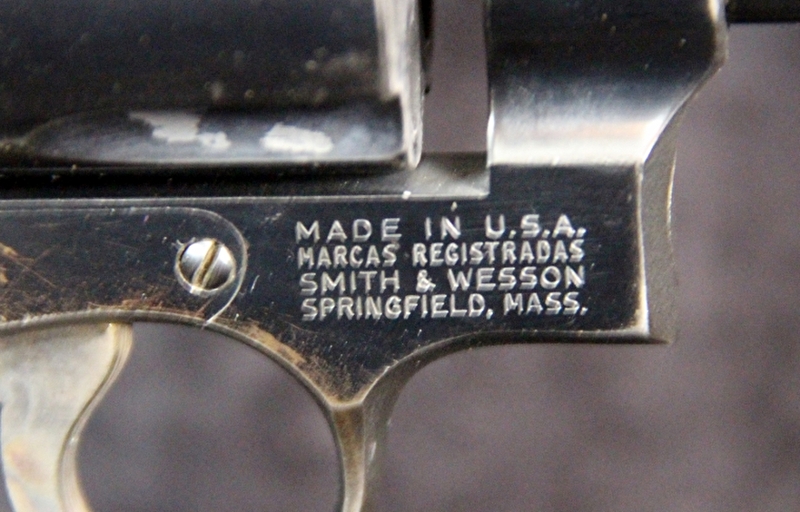 MADE IN U.S.A.
MARCAS REGISTRADAS
SMITH & WESSON
SPRINGFIELD, MASS.